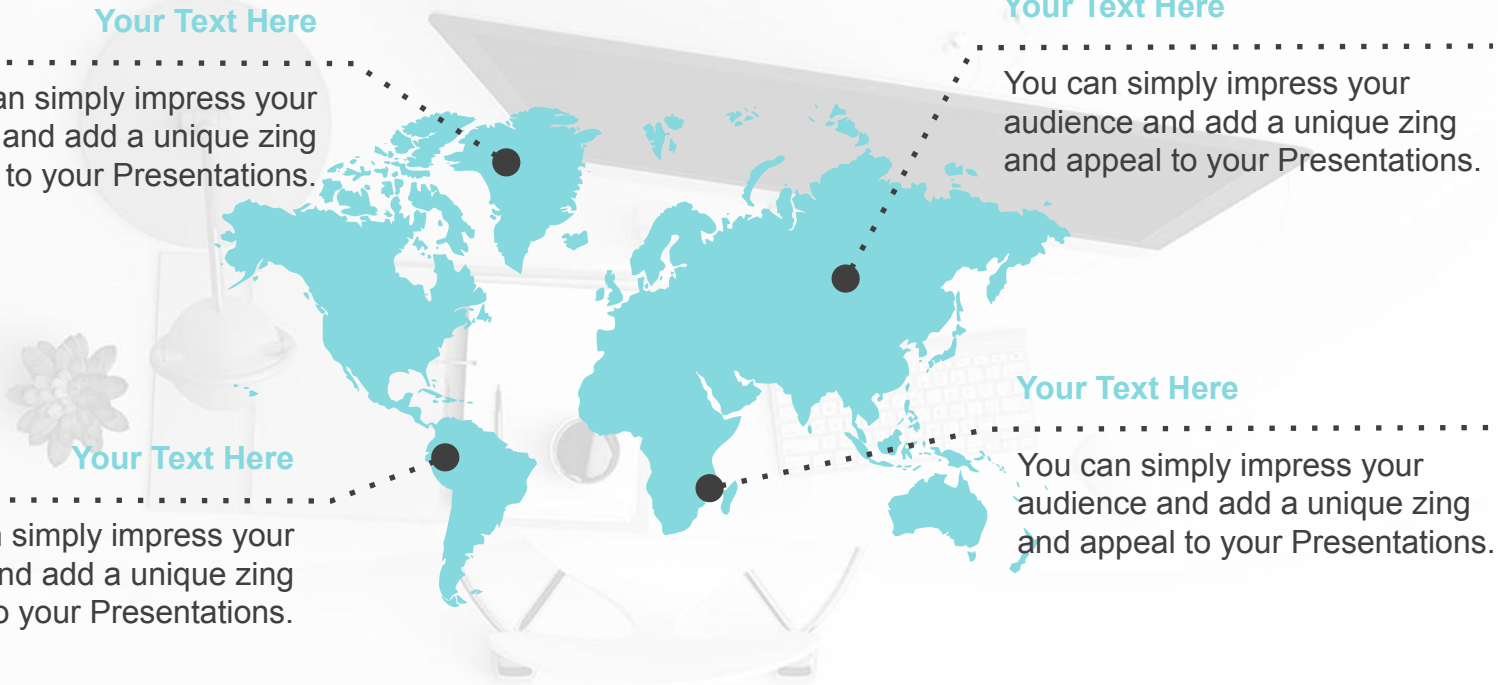 Your Text Here
an simply impress your
and add a unique zing
to your Presentations.
Your Text Here
You can simply impress your
audience and add a unique zing
and appeal to your Presentations.
Your Text Here
simply impress your
add a unique zing
your Presentations.
Your Text Here
You can simply impress your
audience and add a unique zing
and appeal to your Presentations.